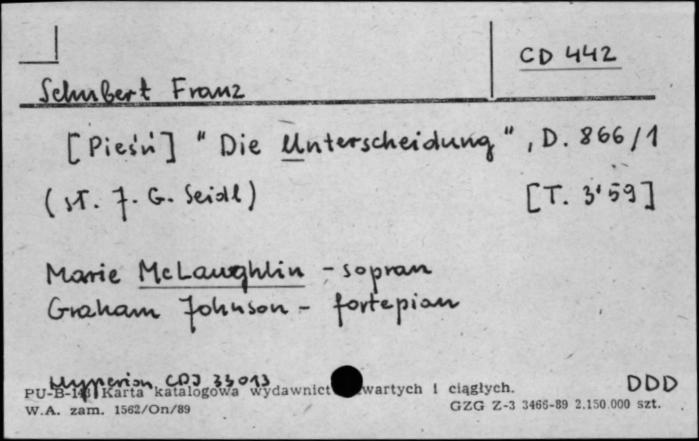 CD 442
Schubert Franz
[Pieśń] "Die Unterscheidung", D. 866/1
(sł. J. G. Seidl) [T. 3'59]
Marie McLaughlin - sopran
Graham Johnson - fortepian
Hyperion CDJ 33013
DDD
PU-B-141 Karta katalogowa wydawnict wartych i ciągłych.
W.A. zam. 1562/On/89 GZG Z-3 3466-89 2.150.000 szt.